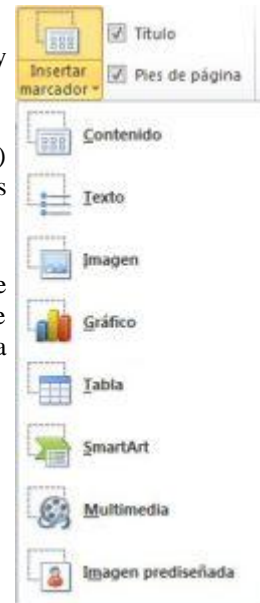 Título
Insertar
marcador
Pies de página
y
Contenido
)
s
Texto
Imagen
e
e
Gráfico
a
Tabla
SmartArt
Multimedia
Imagen prediseñada